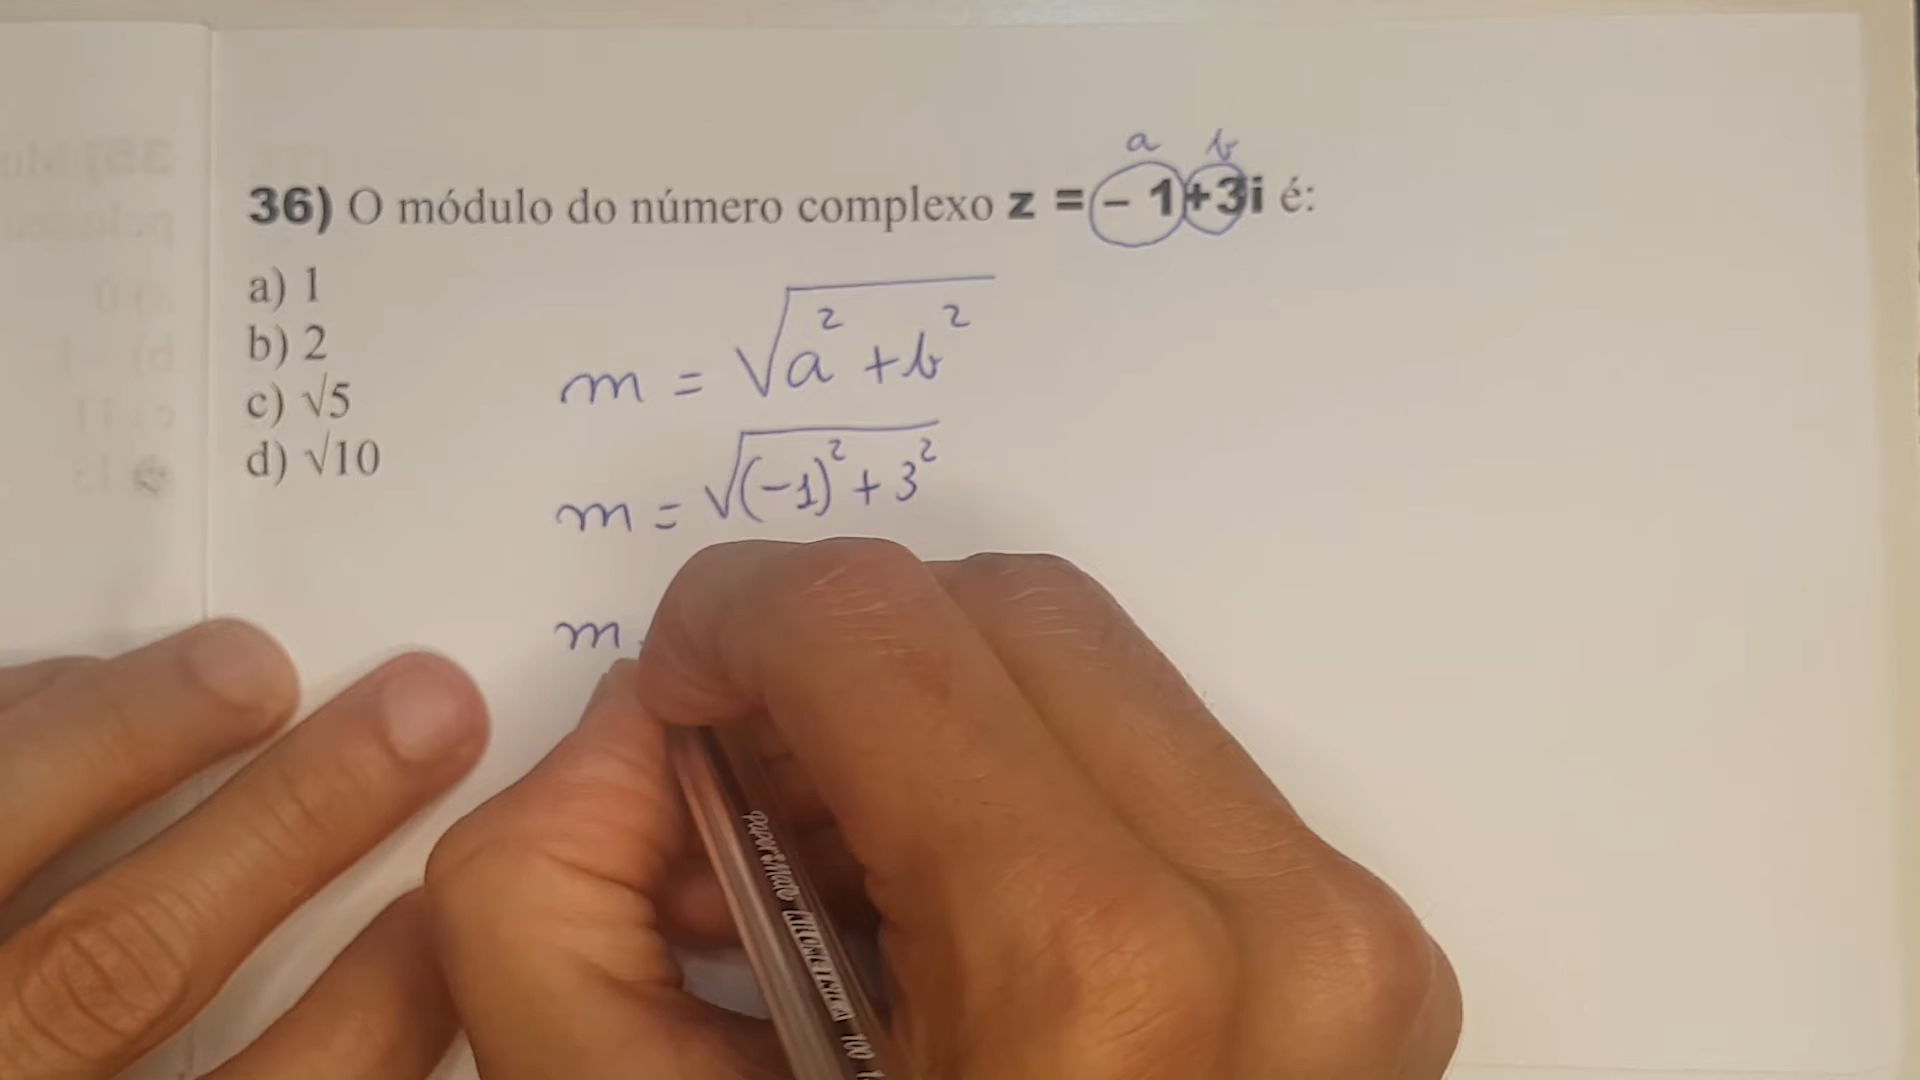 a b
36) O módulo do número complexo z = – 1+3i é:
a) 1
b) 2
c) √5
d) √10
m = √a² + b²
m = √(-1)² + 3²
m